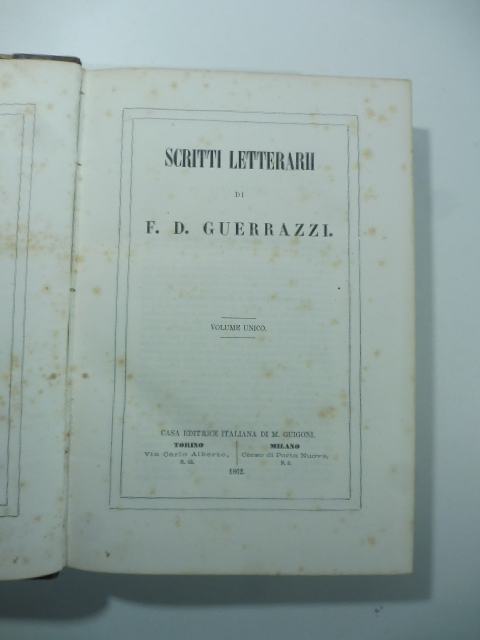 SCRITTI LETTERARII
DI
F. D. GUERRAZZI.
VOLUME UNICO.
CASA EDITRICE ITALIANA DI M. GUIGONI.
TORINO
Via Carlo Alberto,
MILANO
Corso di Porta Nuova,
1862.